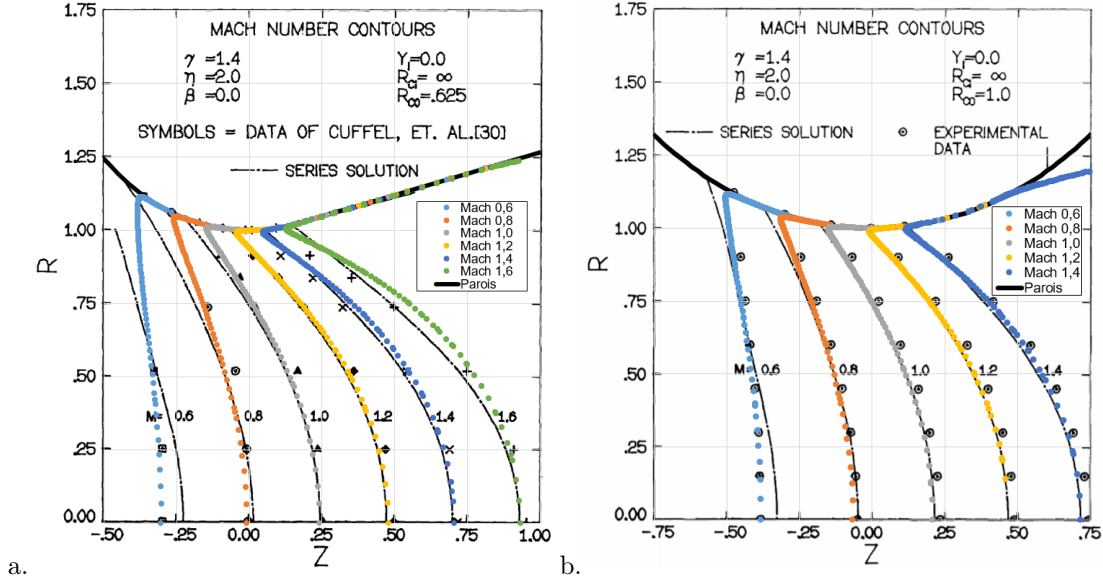 MACH NUMBER CONTOURS
γ =1.4
Y_I=0.0
η =2.0
R_CI= ∞
β =0.0
R_CO=.625
SYMBOLS = DATA OF CUFFEL, ET. AL.[30]
SERIES SOLUTION
Mach 0,6
Mach 0,8
Mach 1,0
Mach 1,2
Mach 1,4
Mach 1,6
Parois
1.75
1.50
1.25
1.00
.75
.50
.25
0.00
R
M= 0.6
0.8
1.0
1.2
1.4
1.6
-.50
-.25
0.00
.25
.50
.75
1.00
Z
a.
MACH NUMBER CONTOURS
γ =1.4
Y_I=0.0
η =2.0
R_CI= ∞
β =0.0
R_CO=1.0
SERIES SOLUTION
EXPERIMENTAL
DATA
Mach 0,6
Mach 0,8
Mach 1,0
Mach 1,2
Mach 1,4
Parois
1.75
1.50
1.25
1.00
.75
.50
.25
0.00
R
M= 0.6
0.8
1.0
1.2
1.4
-.75
-.50
-.25
0.00
.25
.50
.75
Z
b.